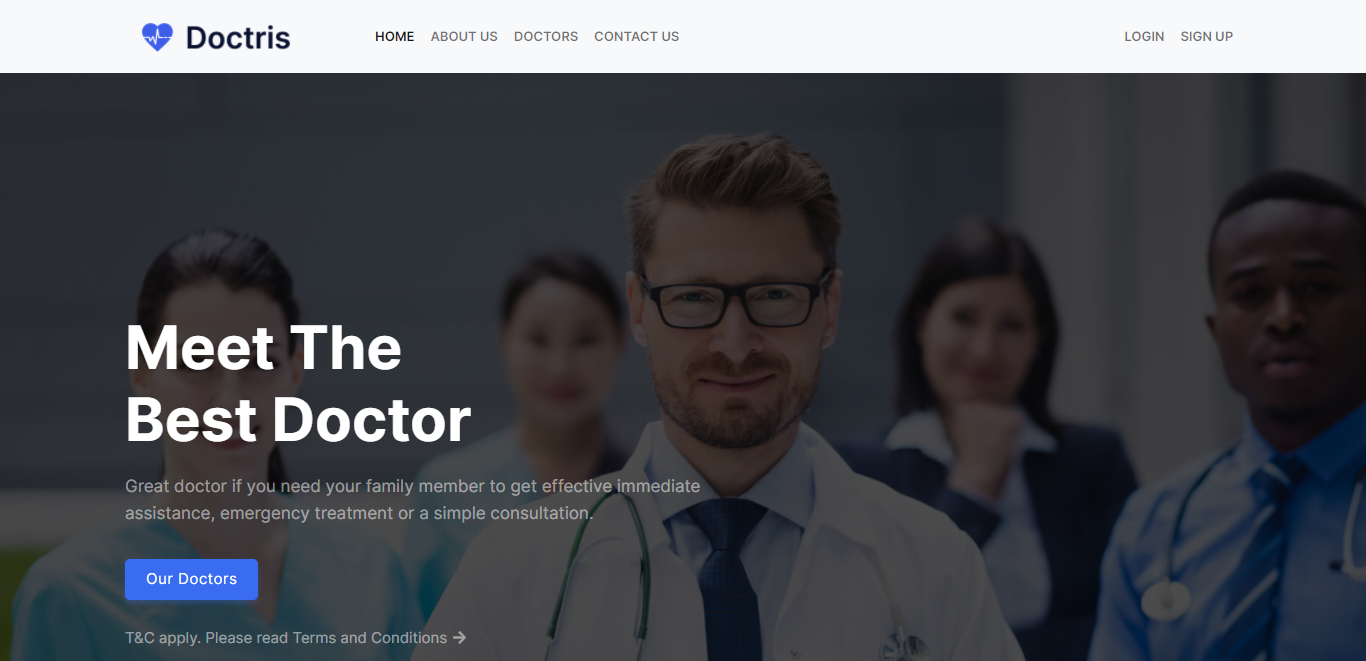 Doctris
HOME ABOUT US DOCTORS CONTACT US
LOGIN SIGN UP
Meet The
Best Doctor
Great doctor if you need your family member to get effective immediate
assistance, emergency treatment or a simple consultation.
Our Doctors
T&C apply. Please read Terms and Conditions →